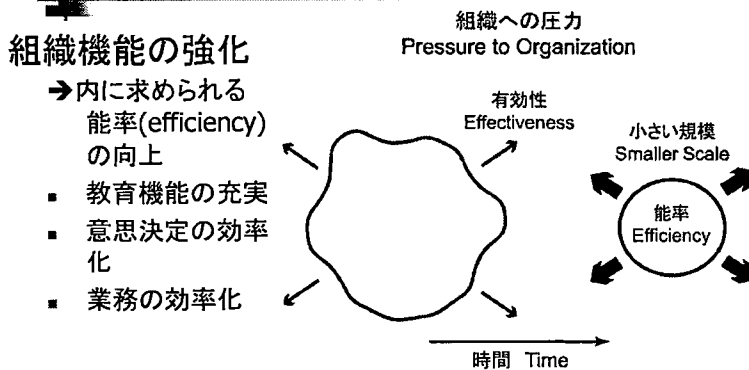 組織機能の強化
➔内に求められる
能率(efficiency)
の向上
▪ 教育機能の充実
▪ 意思決定の効率
化
▪ 業務の効率化
組織への圧力
Pressure to Organization
有効性
Effectiveness
小さい規模
Smaller Scale
能率
Efficiency
時間 Time